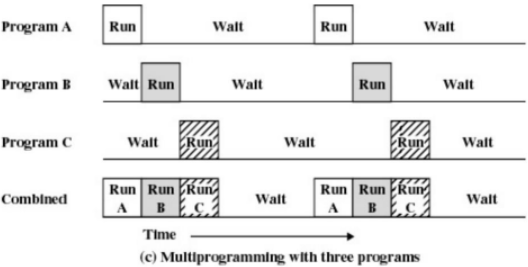 Program A Run Wait Run Wait
Program B Wait Run Wait Run Wait
Program C Wait Run Wait Run Wait
Combined Run A Run B Run C Wait Run A Run B Run C Wait
Time
(c) Multiprogramming with three programs